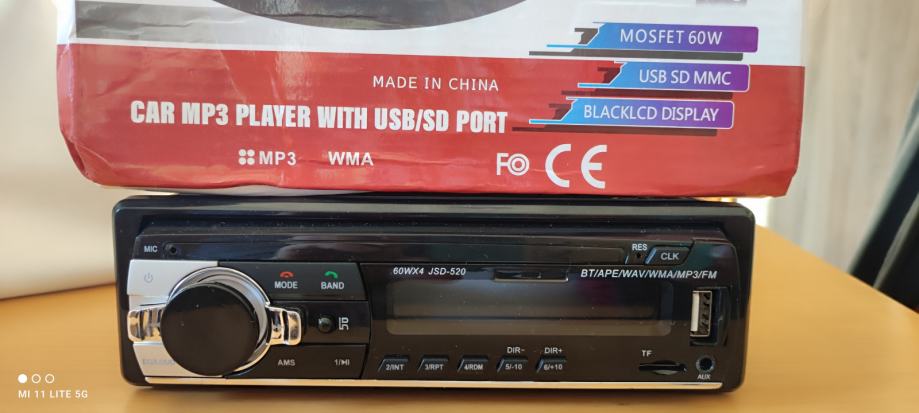 MOSFET 60W
USB SD MMC
MADE IN CHINA
CAR MP3 PLAYER WITH USB/SD PORT
BLACKLCD DISPLAY
MP3 WMA
FC CE
MIC
RES
CLK
60WX4 JSD-520
BT/APE/WAV/WMA/MP3/FM
MODE
BAND
AMS
1/⏯
2/INT
3/RPT
4/RDM
DIR-
5/-10
DIR+
6/+10
TF
AUX
MI 11 LITE 5G